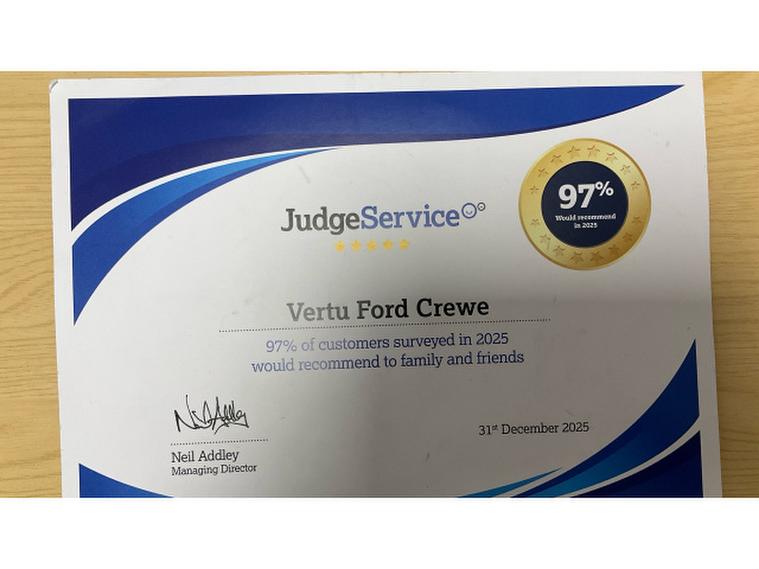 JudgeService
97%
Would recommend
in 2025
Vertu Ford Crewe
97% of customers surveyed in 2025
would recommend to family and friends
Neil Addley
Managing Director
31st December 2025